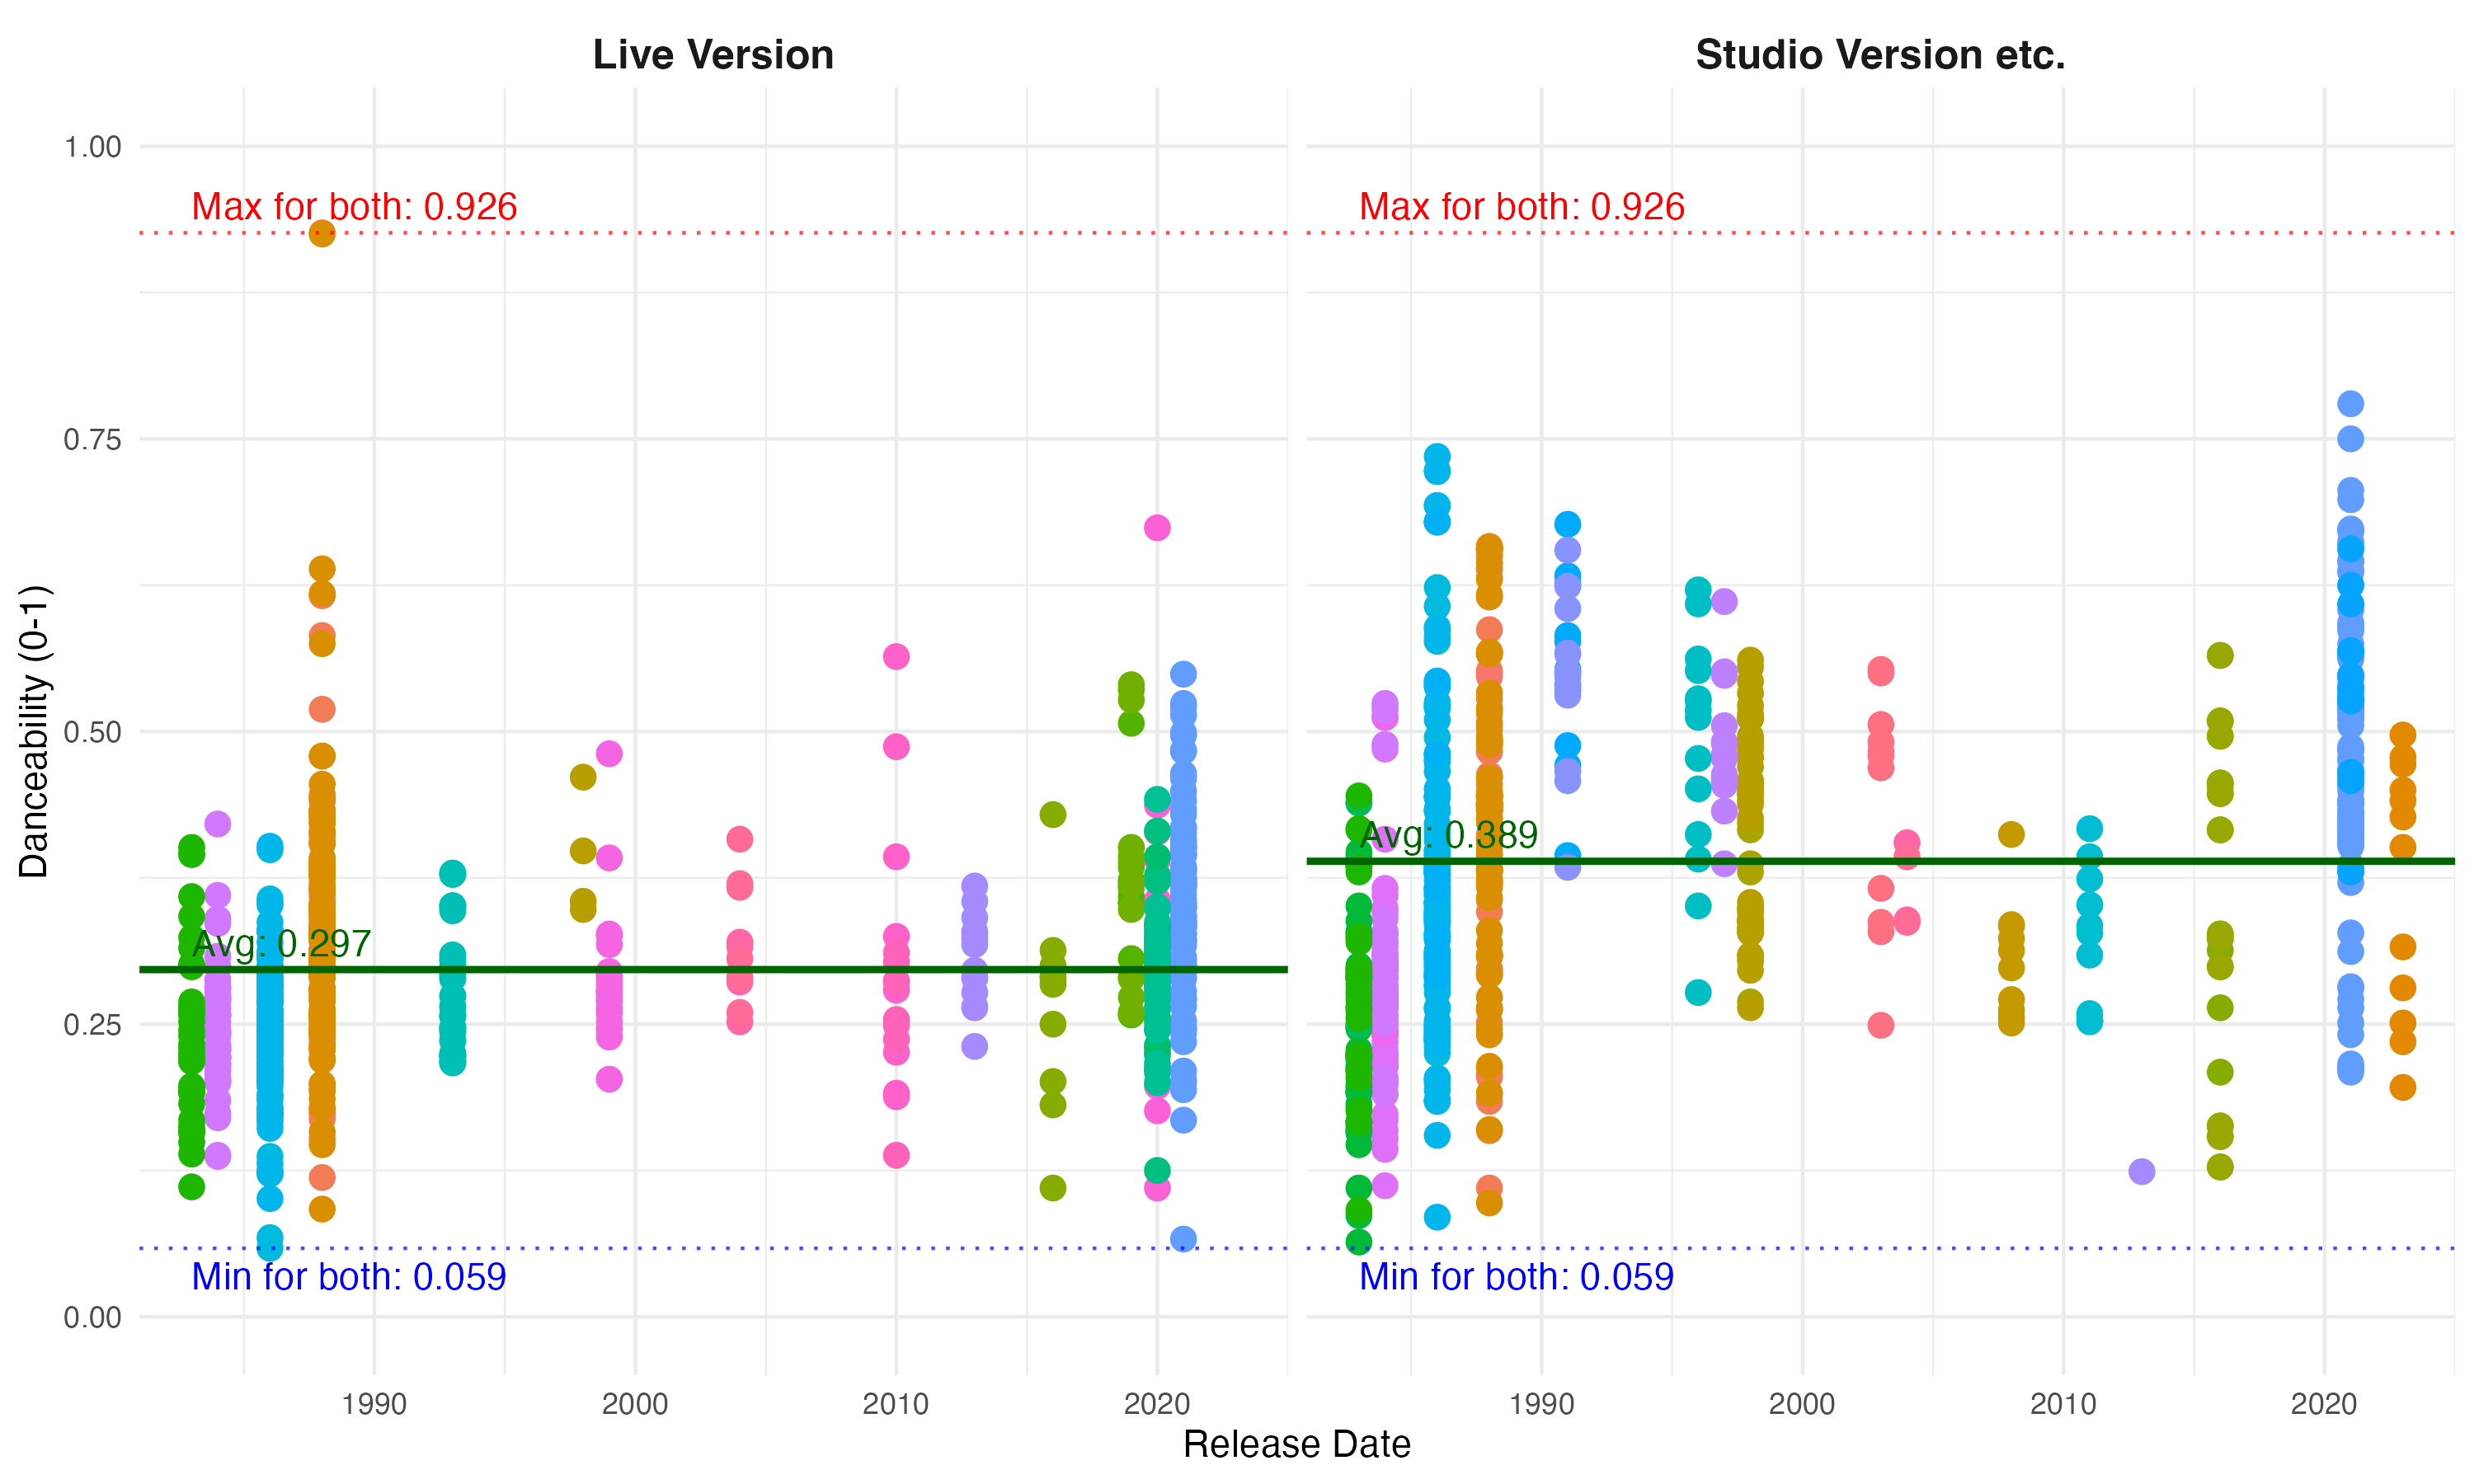 Live Version
Studio Version etc.
1.00
0.75
0.50
0.25
0.00
Danceability (0-1)
Max for both: 0.926
Avg: 0.297
Min for both: 0.059
Max for both: 0.926
Avg: 0.389
Min for both: 0.059
1990 2000 2010 2020
1990 2000 2010 2020
Release Date